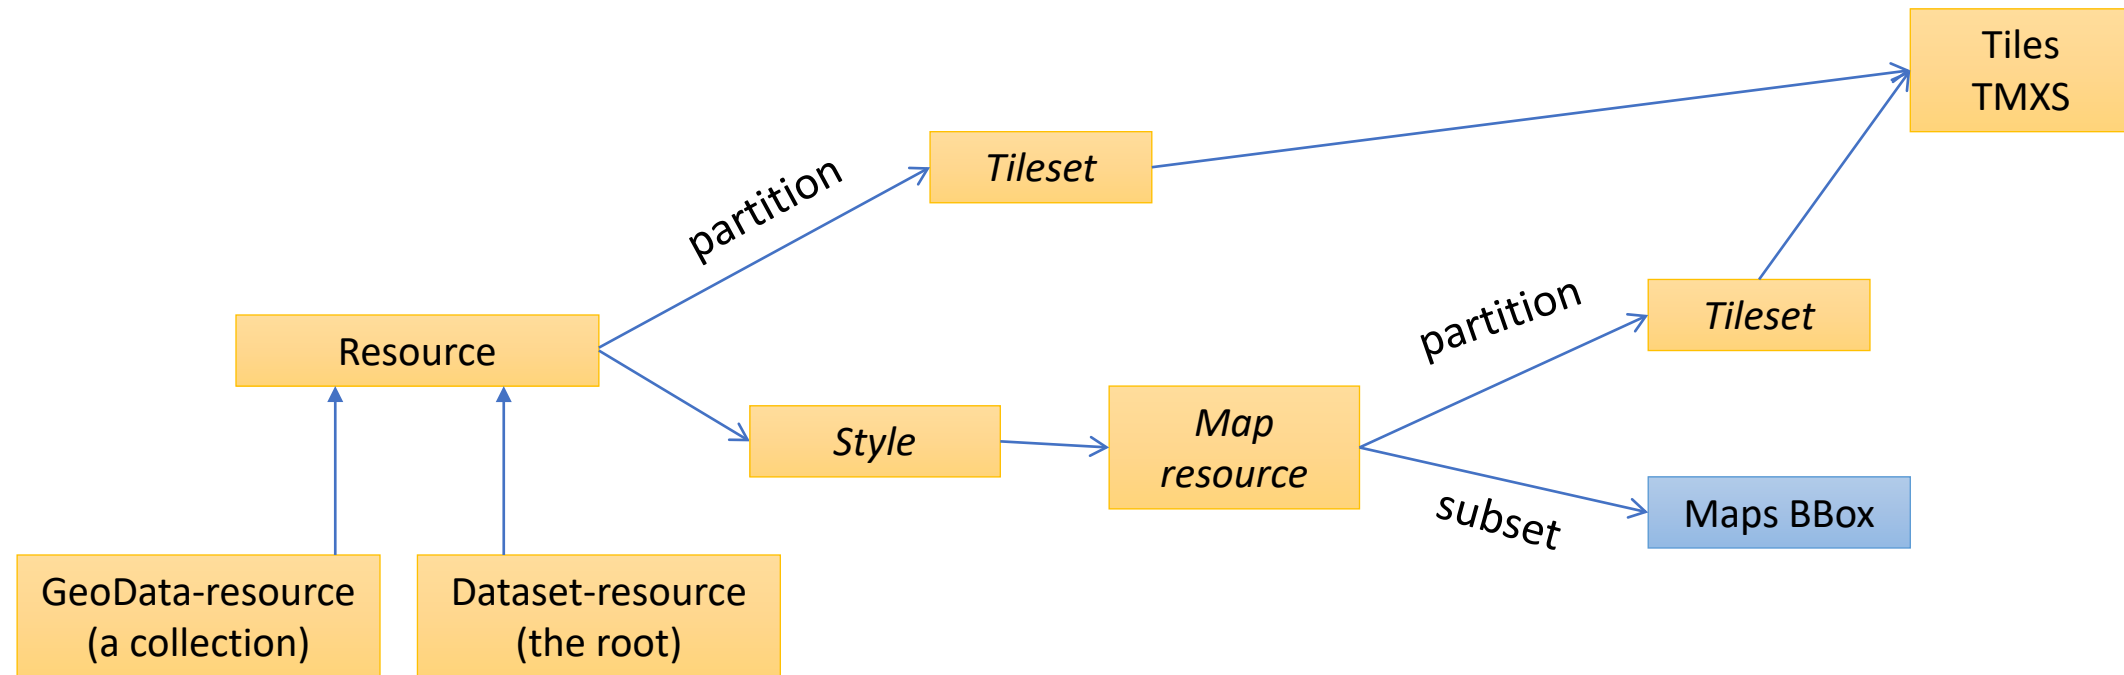 Tiles
TMXS
Tileset
partition
partition
Tileset
Resource
Style
Map
resource
subset
Maps BBox
GeoData-resource
(a collection)
Dataset-resource
(the root)